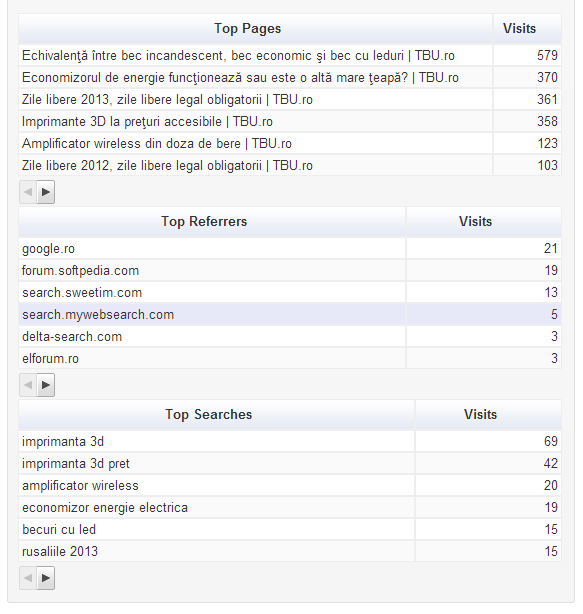 Top Pages Visits
Echivalenţă între bec incandescent, bec economic şi bec cu leduri | TBU.ro 579
Economizorul de energie funcţionează sau este o altă mare ţeapă? | TBU.ro 370
Zile libere 2013, zile libere legal obligatorii | TBU.ro 361
Imprimante 3D la preţuri accesibile | TBU.ro 358
Amplificator wireless din doza de bere | TBU.ro 123
Zile libere 2012, zile libere legal obligatorii | TBU.ro 103
Top Referrers Visits
google.ro 21
forum.softpedia.com 19
search.sweetim.com 13
search.mywebsearch.com 5
delta-search.com 3
elforum.ro 3
Top Searches Visits
imprimanta 3d 69
imprimanta 3d pret 42
amplificator wireless 20
economizor energie electrica 19
becuri cu led 15
rusaliile 2013 15